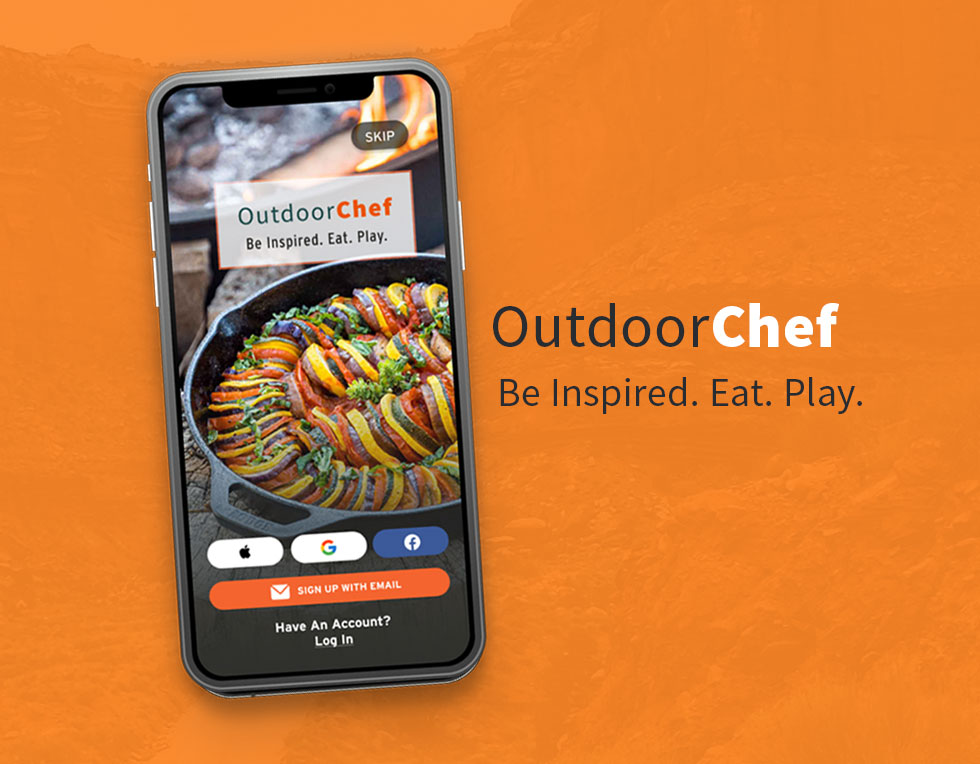 SKIP
OutdoorChef
Be Inspired. Eat. Play.
SIGN UP WITH EMAIL
Have An Account?
Log In
OutdoorChef
Be Inspired. Eat. Play.